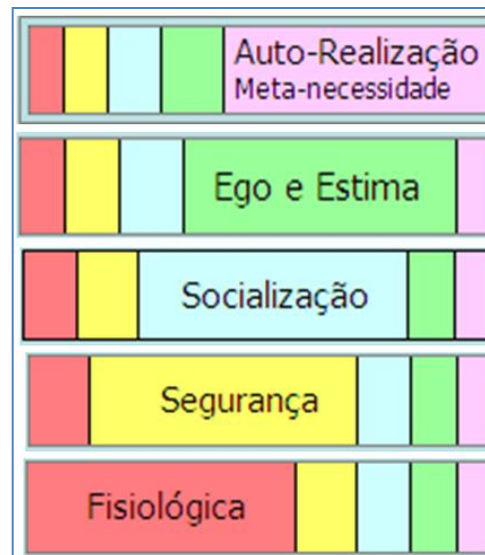 Auto-Realização
Meta-necessidade
Ego e Estima
Socialização
Segurança
Fisiológica